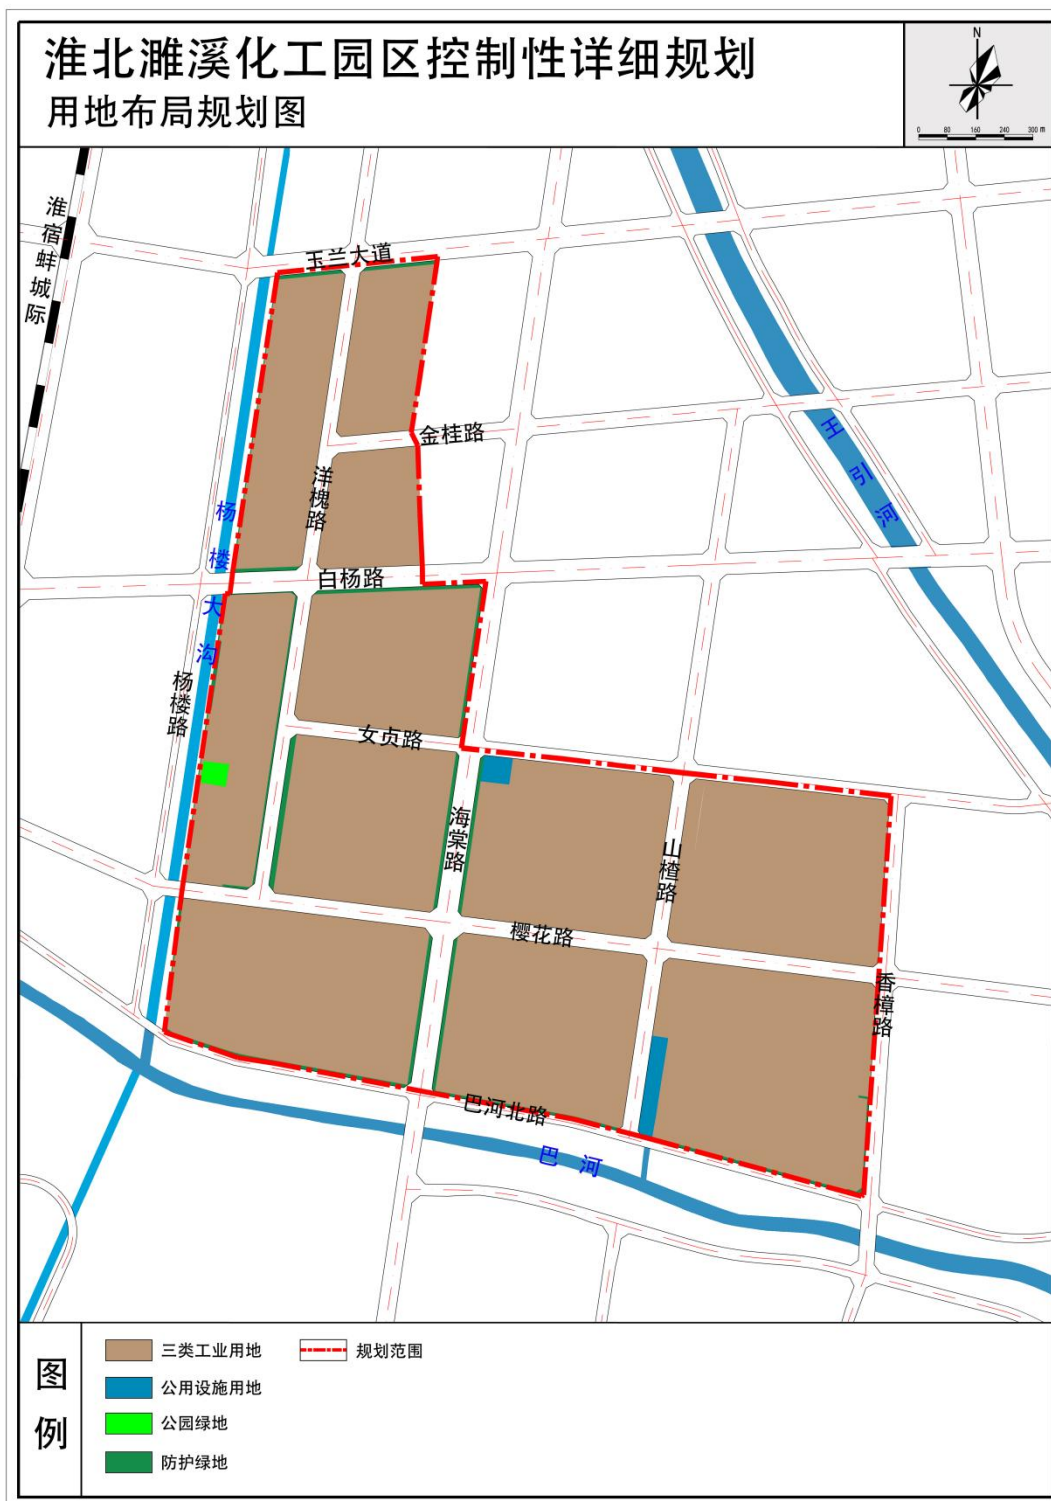 淮北濉溪化工园区控制性详细规划
用地布局规划图
N
0 80 160 240 300 m
淮宿蚌城际
玉兰大道
金桂路
洋槐路
王引河
杨楼大沟
白杨路
杨楼路
女贞路
海棠路
山楂路
樱花路
香樟路
巴河北路
巴河
图例
三类工业用地
规划范围
公用设施用地
公园绿地
防护绿地